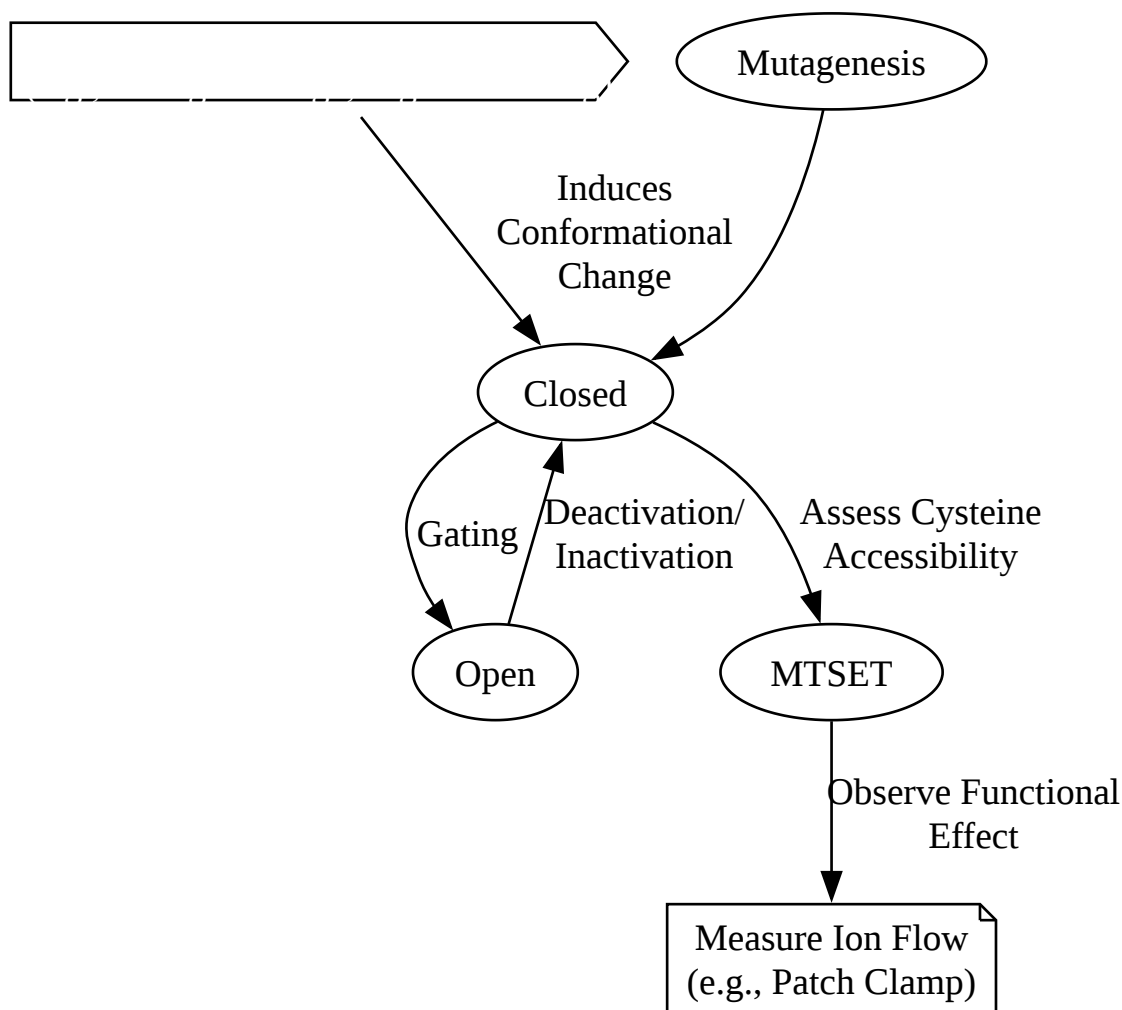 Mutagenesis
Induces
Conformational
Change
Closed
Gating
Deactivation/
Inactivation
Assess Cysteine
Accessibility
Open
MTSET
Observe Functional
Effect
Measure Ion Flow
(e.g., Patch Clamp)